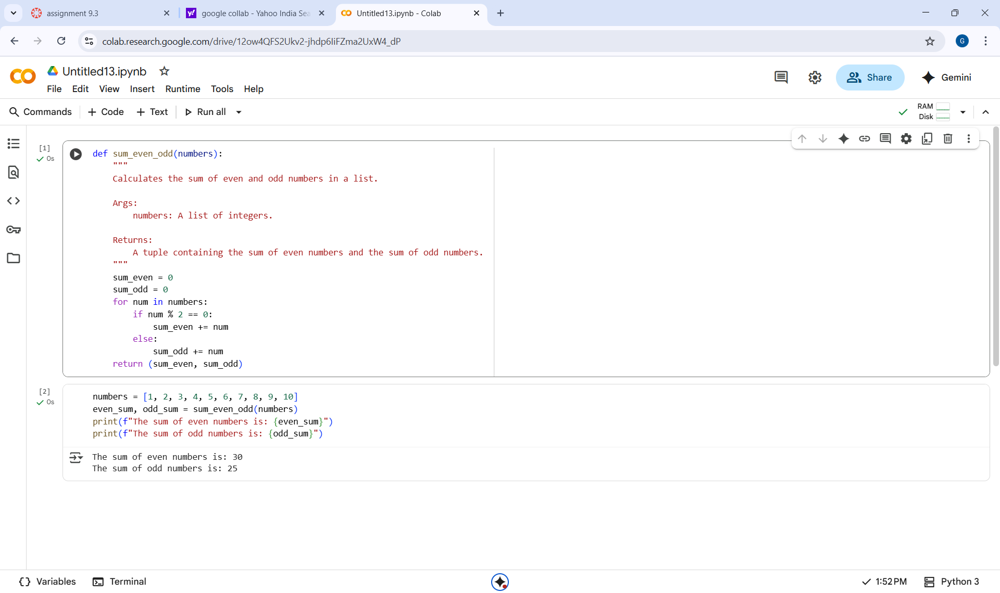 assignment 9.3
google collab - Yahoo India Sea
Untitled13.ipynb - Colab
colab.research.google.com/drive/12ow4QFS2Ukv2-jhdp6IiFZma2UxW4_dP
G
Untitled13.ipynb
File Edit View Insert Runtime Tools Help
Share
Gemini
Commands + Code + Text Run all
RAM
Disk
[1]
0s
def sum_even_odd(numbers):
"""
Calculates the sum of even and odd numbers in a list.
Args:
numbers: A list of integers.
Returns:
A tuple containing the sum of even numbers and the sum of odd numbers.
"""
sum_even = 0
sum_odd = 0
for num in numbers:
if num % 2 == 0:
sum_even += num
else:
sum_odd += num
return (sum_even, sum_odd)
[2]
0s
numbers = [1, 2, 3, 4, 5, 6, 7, 8, 9, 10]
even_sum, odd_sum = sum_even_odd(numbers)
print(f"The sum of even numbers is: {even_sum}")
print(f"The sum of odd numbers is: {odd_sum}")
The sum of even numbers is: 30
The sum of odd numbers is: 25
{} Variables Terminal
1:52 PM Python 3